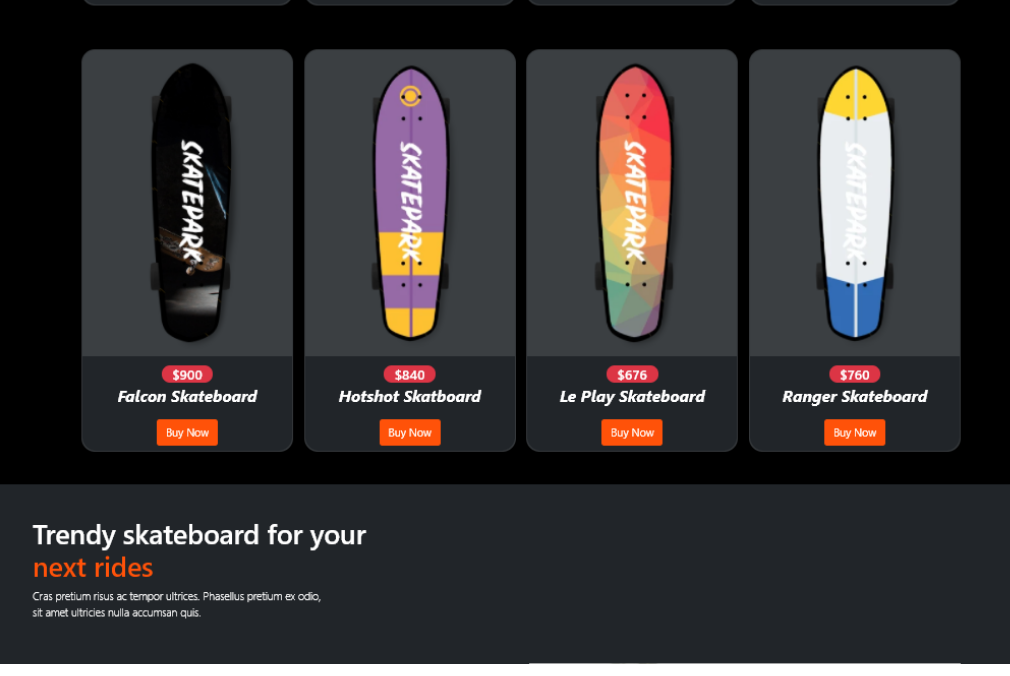 SKATEPARK
SKATEPARK
SKATEPARK
SKATEPARK
$900
$840
$676
$760
Falcon Skateboard
Hotshot Skatboard
Le Play Skateboard
Ranger Skateboard
Buy Now
Buy Now
Buy Now
Buy Now
Trendy skateboard for your
next rides
Cras pretium risus ac tempor ultrices. Phasellus pretium ex odio,
sit amet ultricies nulla accumsan quis.